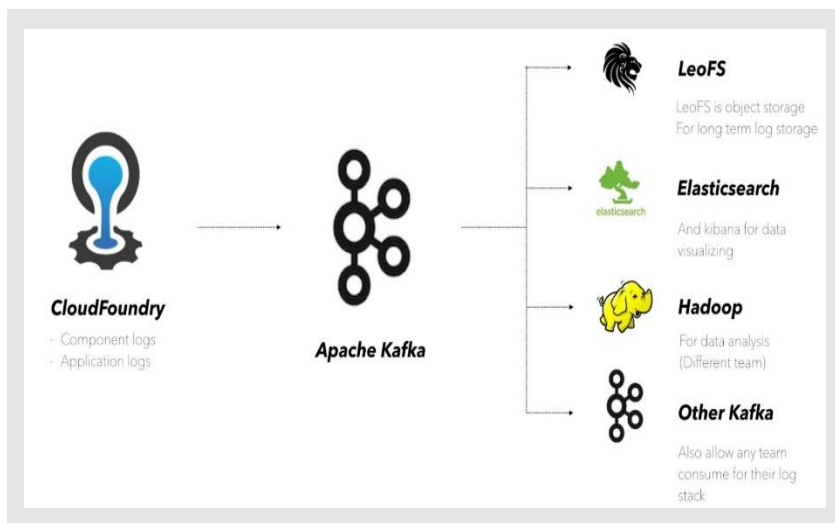 CloudFoundry
- Component logs
- Application logs
Apache Kafka
LeoFS
LeoFS is object storage
For long term log storage
elasticsearch
Elasticsearch
And kibana for data
visualizing
Hadoop
For data analysis
(Different team)
Other Kafka
Also allow any team
consume for their log
stack